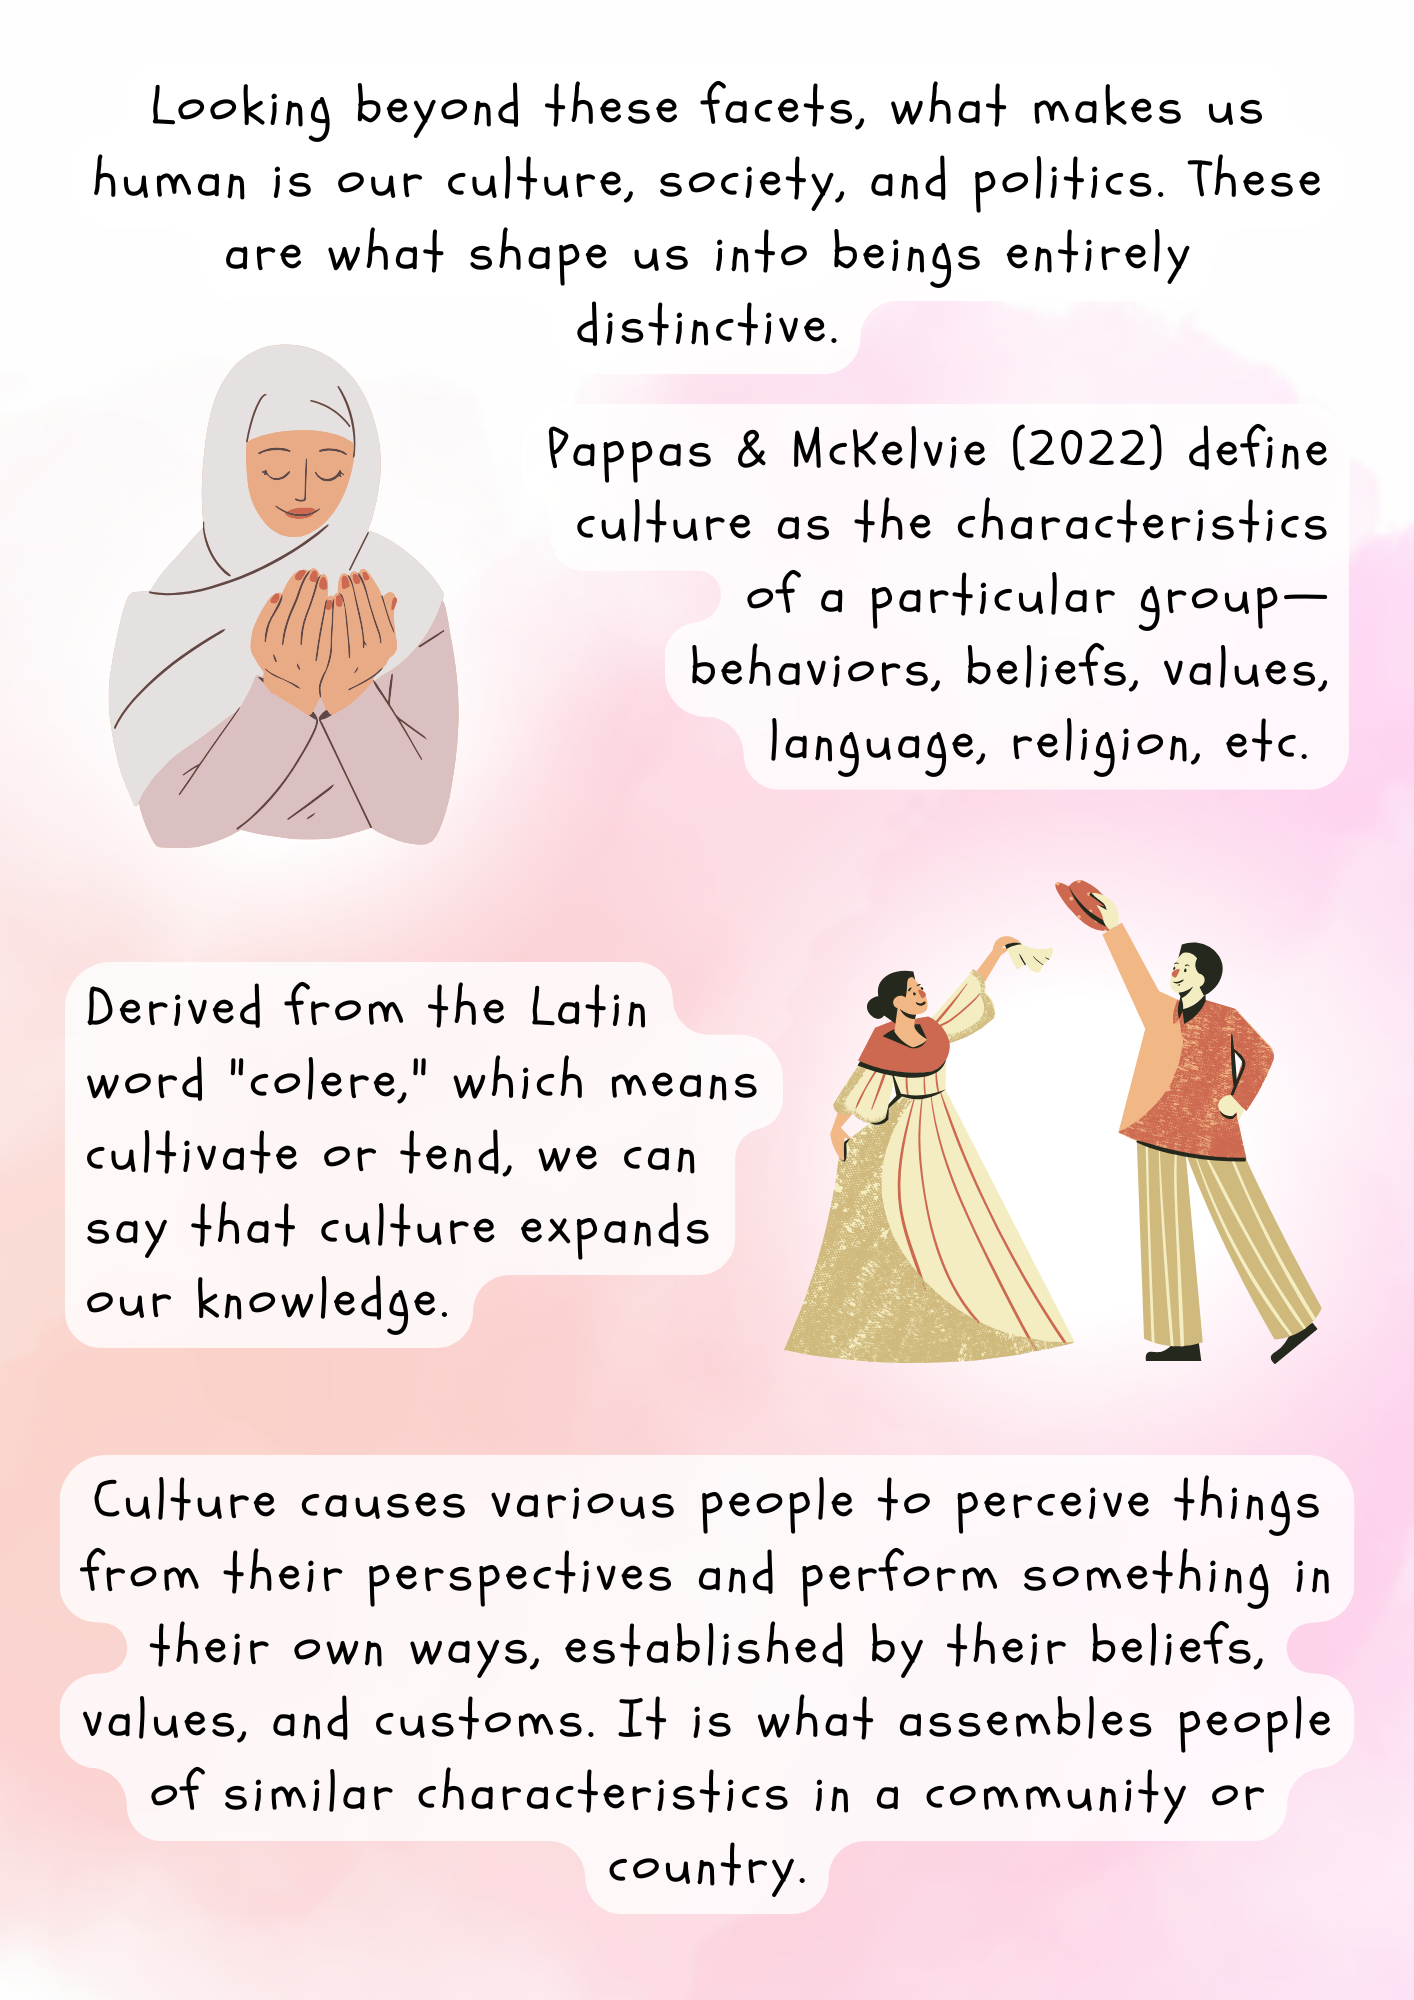 Looking beyond these facets, what makes us
human is our culture, society, and politics. These
are what shape us into beings entirely
distinctive.
Pappas & McKelvie (2022) define
culture as the characteristics
of a particular group—
behaviors, beliefs, values,
language, religion, etc.
Derived from the Latin
word "colere," which means
cultivate or tend, we can
say that culture expands
our knowledge.
Culture causes various people to perceive things
from their perspectives and perform something in
their own ways, established by their beliefs,
values, and customs. It is what assembles people
of similar characteristics in a community or
country.